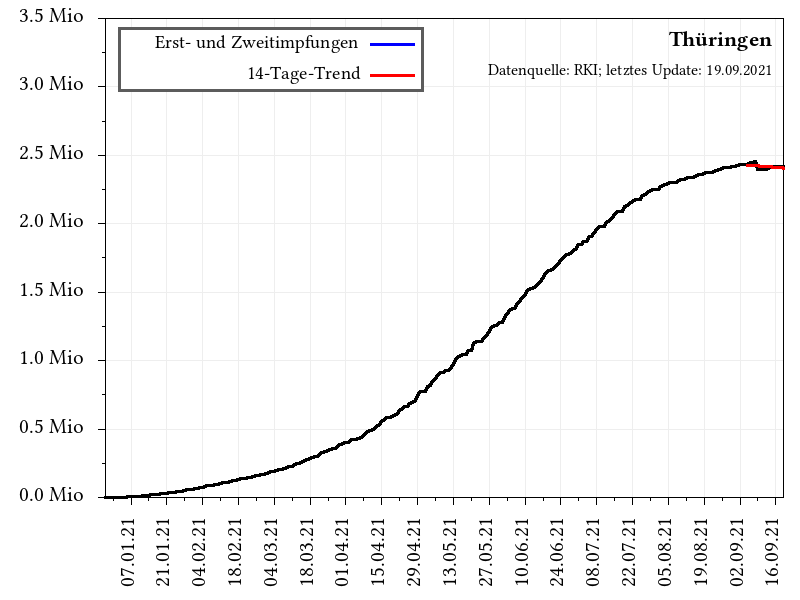 3.5 Mio
3.0 Mio
2.5 Mio
2.0 Mio
1.5 Mio
1.0 Mio
0.5 Mio
0.0 Mio
Erst- und Zweitimpfungen
14-Tage-Trend
Thüringen
Datenquelle: RKI; letztes Update: 19.09.2021
07.01.21
21.01.21
04.02.21
18.02.21
04.03.21
18.03.21
01.04.21
15.04.21
29.04.21
13.05.21
27.05.21
10.06.21
24.06.21
08.07.21
22.07.21
05.08.21
19.08.21
02.09.21
16.09.21